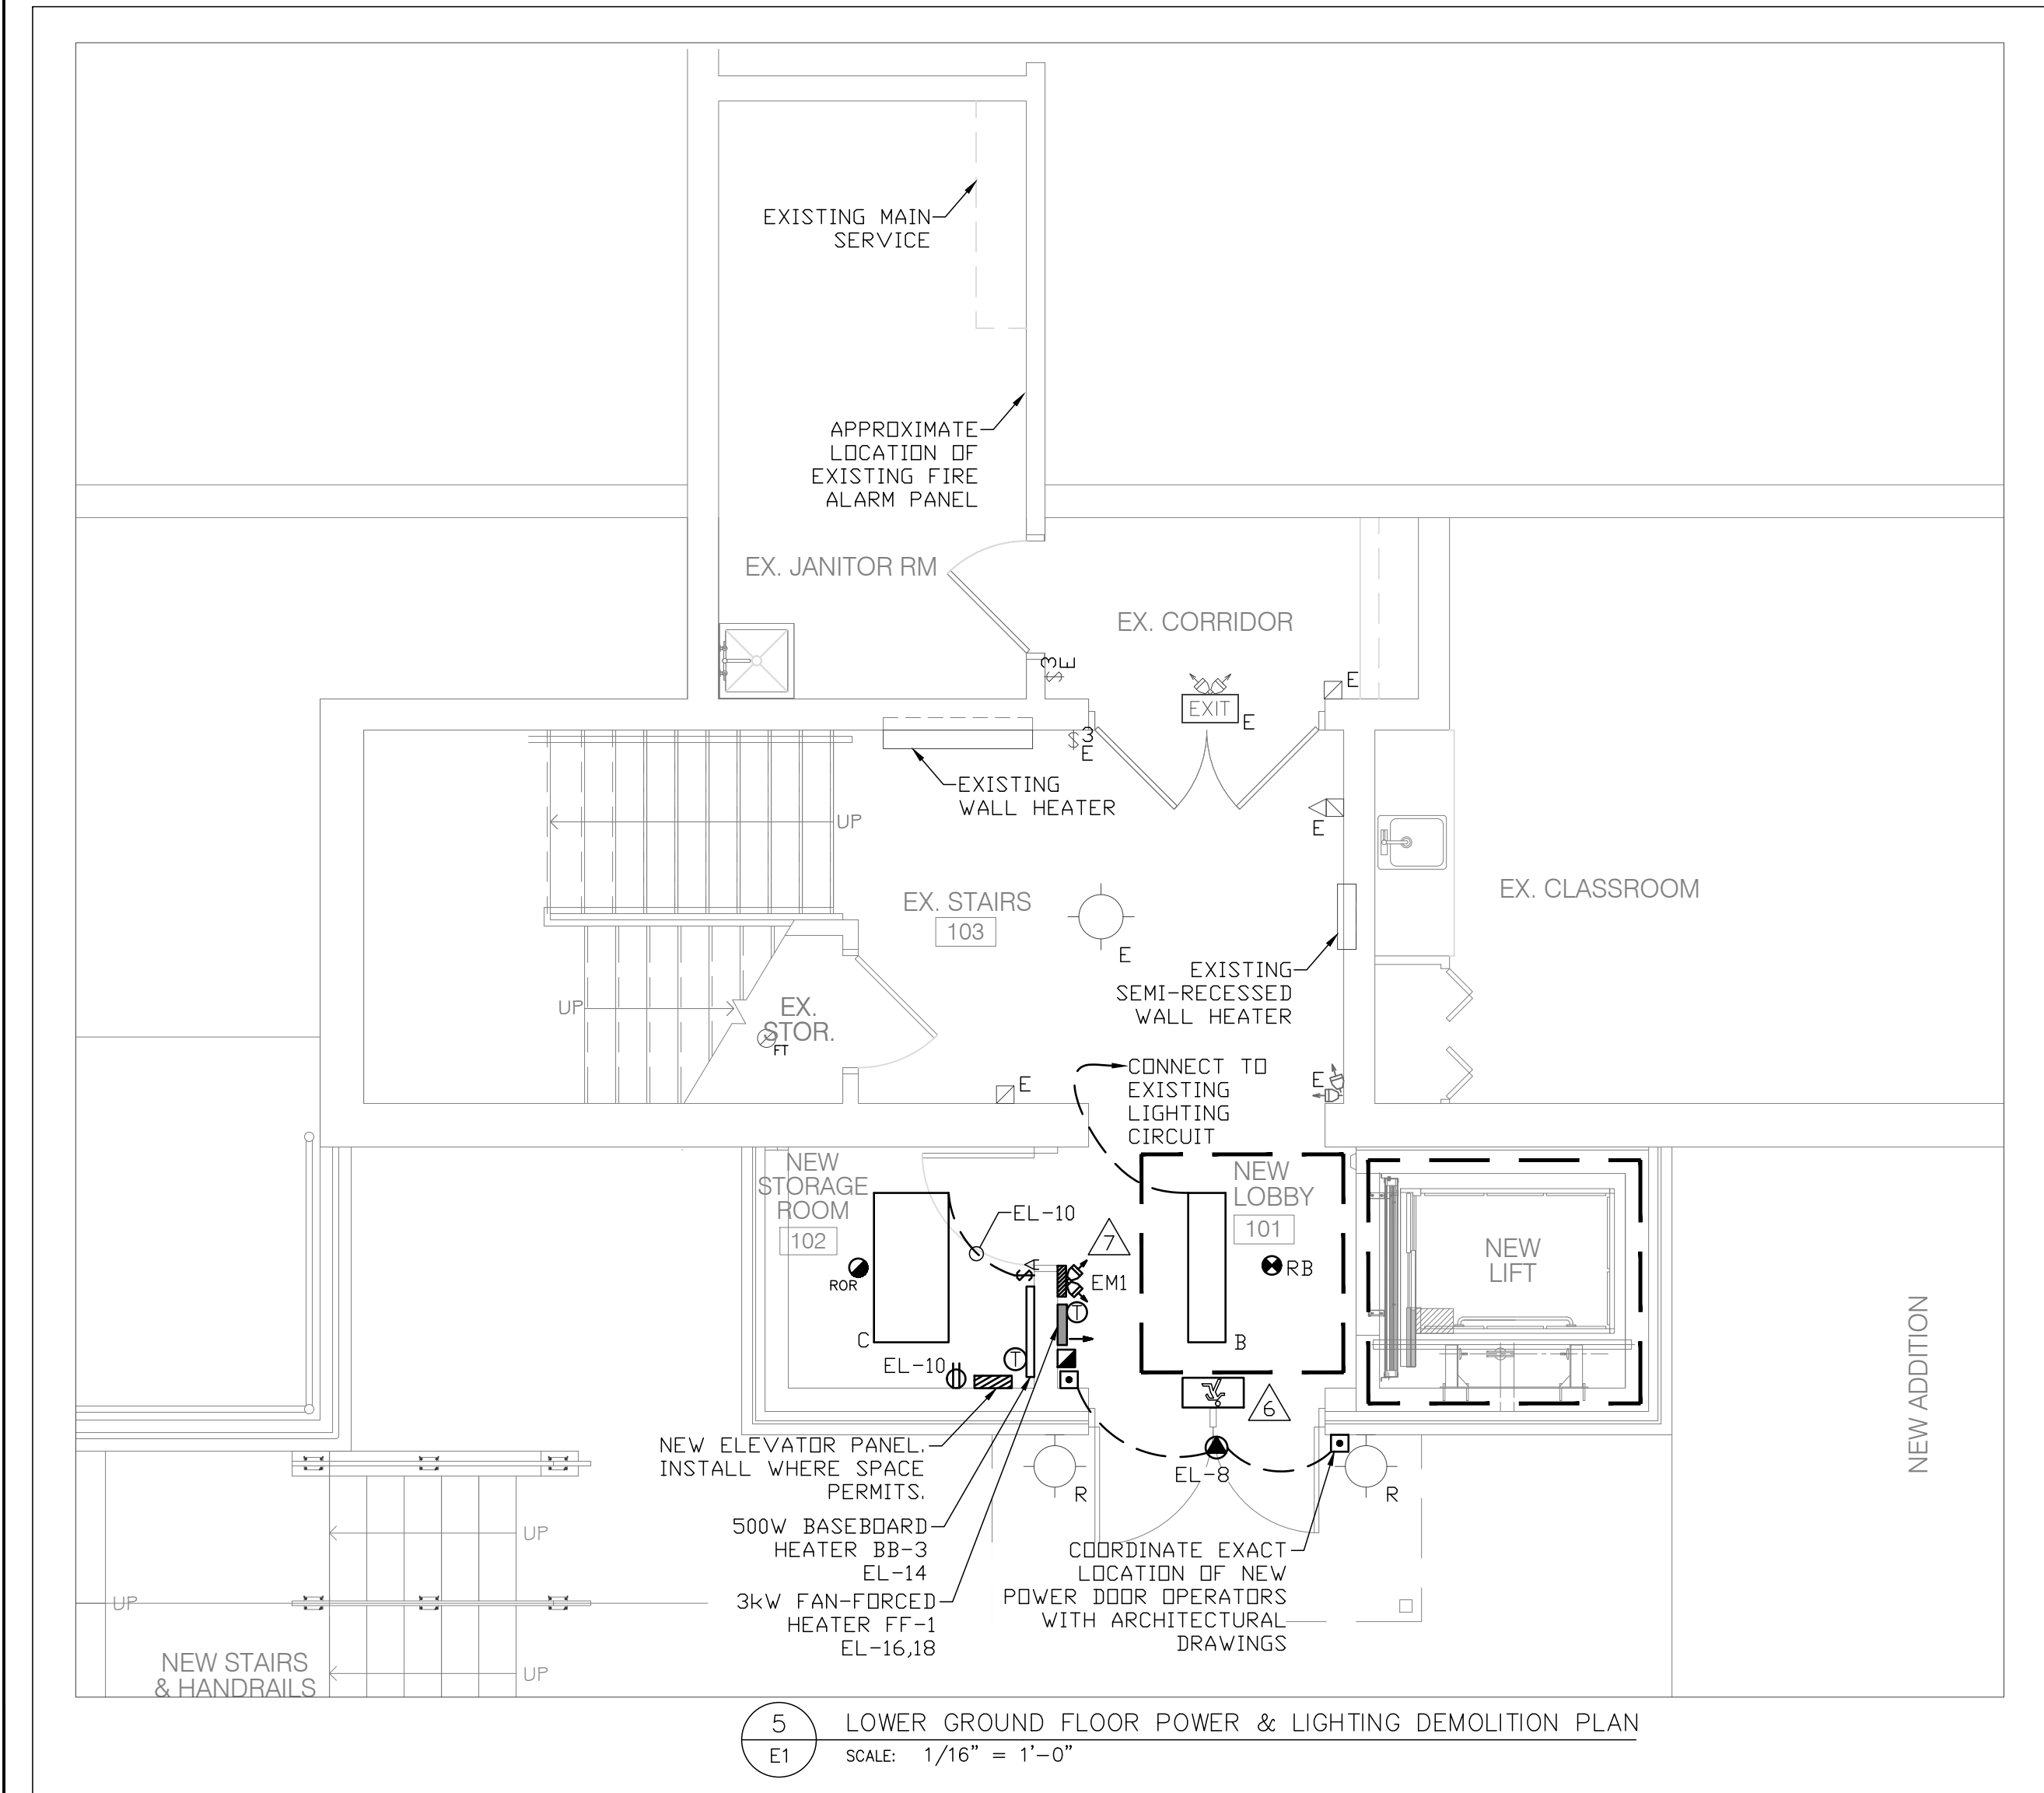 EXISTING MAIN
SERVICE
APPROXIMATE
LOCATION OF
EXISTING FIRE
ALARM PANEL
EX. JANITOR RM
EX. CORRIDOR
$3
E
E
EXIT
E
$3
E
EXISTING
WALL HEATER
UP
E
EX. STAIRS
103
EX. CLASSROOM
E
EXISTING
SEMI-RECESSED
WALL HEATER
UP
EX.
STOR.
FT
E
CONNECT TO
EXISTING
LIGHTING
CIRCUIT
E
NEW
STORAGE
ROOM
102
EL-10
7
NEW
LOBBY
101
NEW
LIFT
ROR
$
EM1
RB
T
C
B
EL-10
T
6
NEW ADDITION
NEW ELEVATOR PANEL.
INSTALL WHERE SPACE
PERMITS.
R
EL-8
R
500W BASEBOARD
HEATER BB-3
EL-14
3kW FAN-FORCED
HEATER FF-1
EL-16,18
COORDINATE EXACT
LOCATION OF NEW
POWER DOOR OPERATORS
WITH ARCHITECTURAL
DRAWINGS
UP
UP
UP
NEW STAIRS
& HANDRAILS
5
E1
LOWER GROUND FLOOR POWER & LIGHTING DEMOLITION PLAN
SCALE: 1/16" = 1'-0"